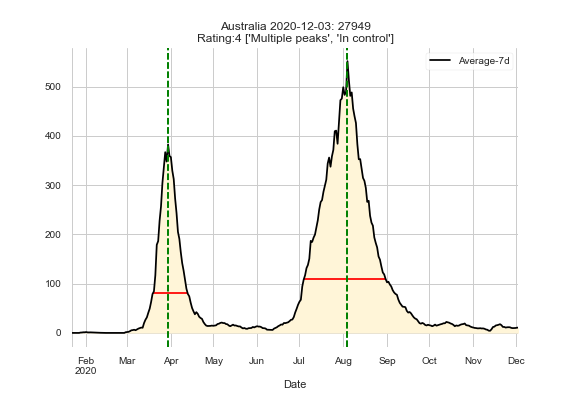 Australia 2020-12-03: 27949
Rating:4 ['Multiple peaks', 'In control']
Average-7d
500
400
300
200
100
0
Feb Mar Apr May Jun Jul Aug Sep Oct Nov Dec
2020
Date